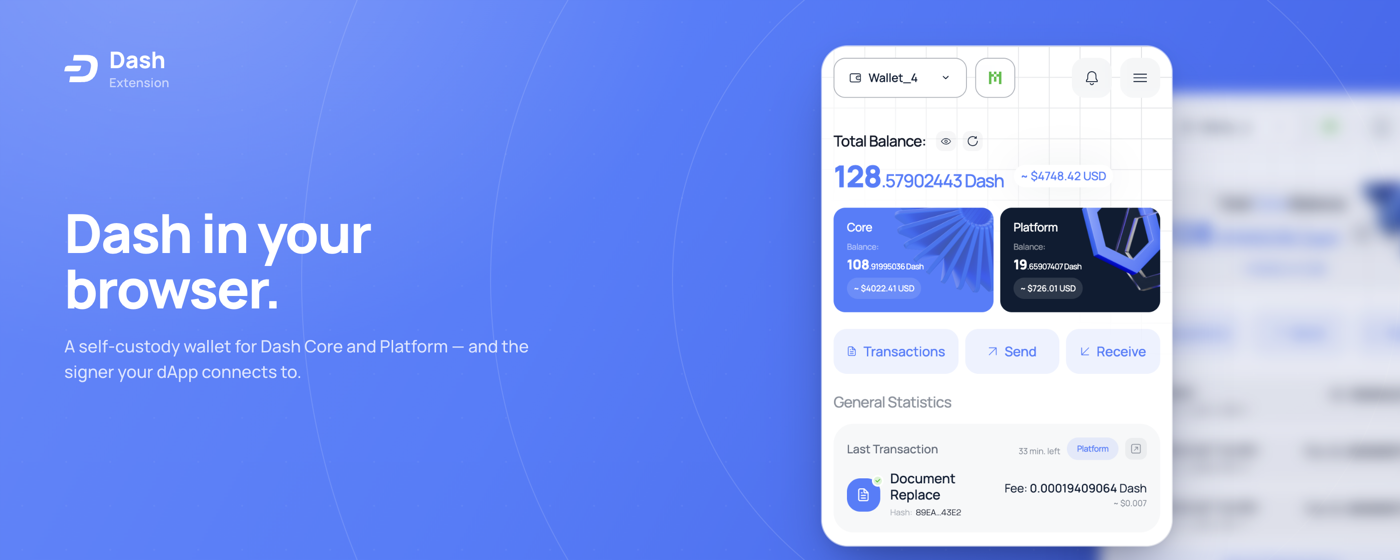 Dash
Extension
Dash in your
browser.
A self-custody wallet for Dash Core and Platform — and the
signer your dApp connects to.
Wallet_4
Total Balance:
128.57902443 Dash ~ $4748.42 USD
Core
Balance:
108.91995036 Dash
~ $4022.41 USD
Platform
Balance:
19.65907407 Dash
~ $726.01 USD
Transactions
Send
Receive
General Statistics
Last Transaction 33 min. left Platform
Document
Replace
Hash: B9EA...43E2
Fee: 0.00019409064 Dash
~ $0.007